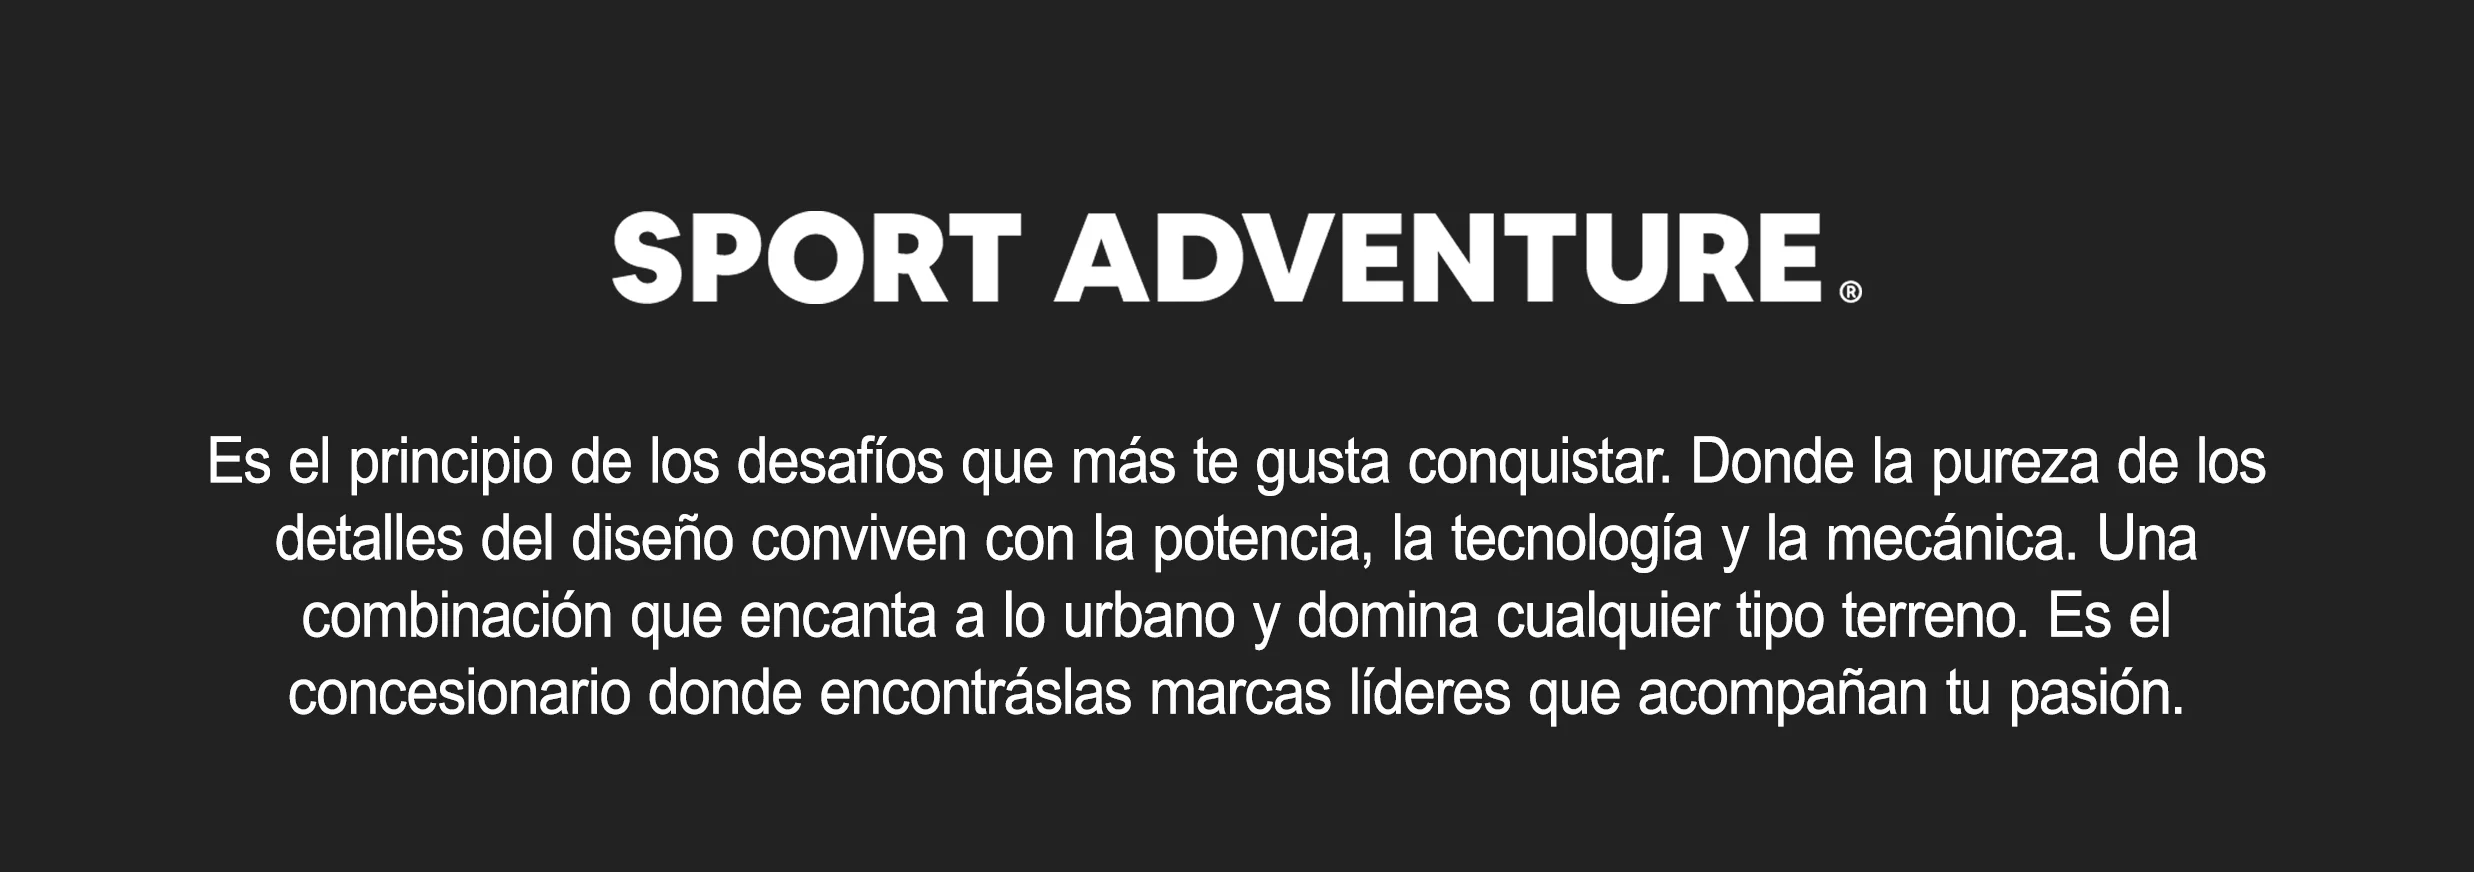 SPORT ADVENTURE®
Es el principio de los desafíos que más te gusta conquistar. Donde la pureza de los
detalles del diseño conviven con la potencia, la tecnología y la mecánica. Una
combinación que encanta a lo urbano y domina cualquier tipo terreno. Es el
concesionario donde encontráslas marcas líderes que acompañan tu pasión.